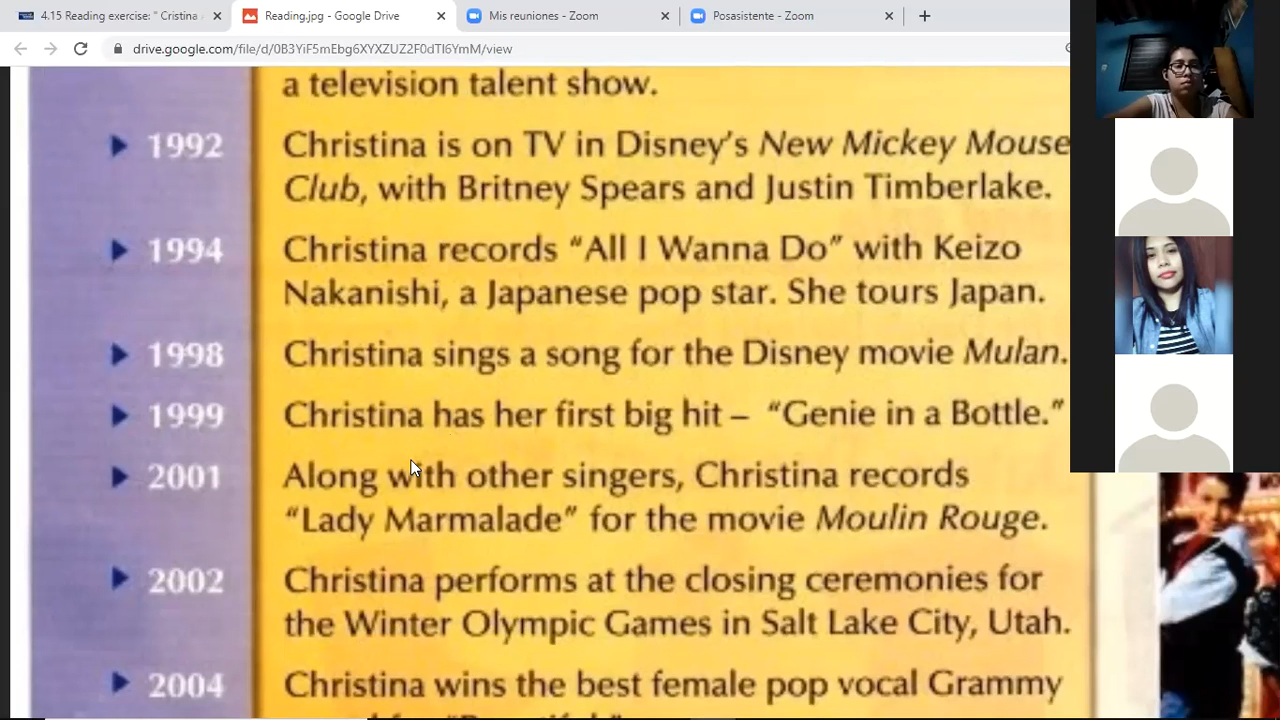 4.15 Reading exercise: " Cristina
Reading.jpg - Google Drive
Mis reuniones - Zoom
Posasistente - Zoom
drive.google.com/file/d/0B3YiF5mEbg6XYXZUZ2F0dTl6YmM/view
a television talent show.
1992 Christina is on TV in Disney's New Mickey Mouse
Club, with Britney Spears and Justin Timberlake.
1994 Christina records "All I Wanna Do" with Keizo
Nakanishi, a Japanese pop star. She tours Japan.
1998 Christina sings a song for the Disney movie Mulan.
1999 Christina has her first big hit – "Genie in a Bottle."
2001 Along with other singers, Christina records
"Lady Marmalade" for the movie Moulin Rouge.
2002 Christina performs at the closing ceremonies for
the Winter Olympic Games in Salt Lake City, Utah.
2004 Christina wins the best female pop vocal Grammy